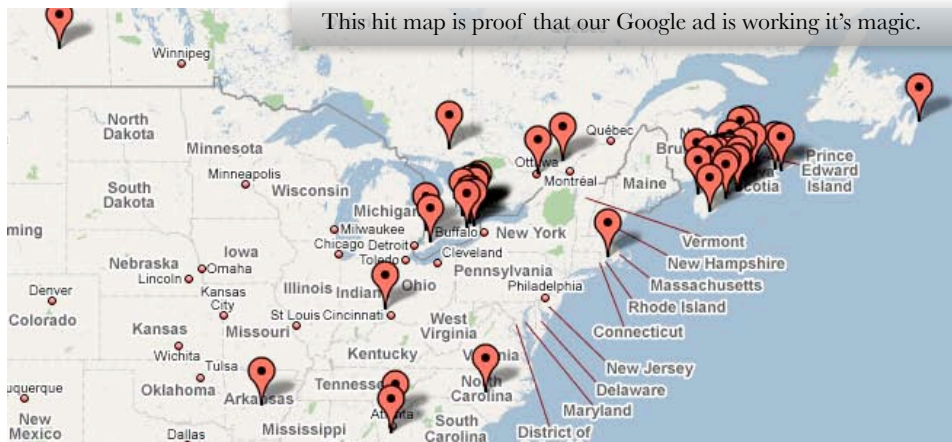 This hit map is proof that our Google ad is working it's magic.
Winnipeg
Québec
North
Dakota
Minnesota
Ottawa
Montréal
Maine
Prince
Edward
Island
Minneapolis
South
Dakota
Wisconsin
Michigan
Vermont
Milwaukee
Buffalo
New York
New Hampshire
Chicago
Detroit
Massachusetts
Iowa
Toledo
Cleveland
Rhode Island
Nebraska
Omaha
Pennsylvania
Lincoln
Illinois
Ohio
Philadelphia
Connecticut
Denver
Kansas
City
Colorado
St Louis
Cincinnati
West
Virginia
New Jersey
Kansas
Missouri
Kentucky
Delaware
Wichita
Tulsa
Maryland
Oklahoma
Arkansas
North
Carolina
New
Mexico
Mississippi
South
Carolina
District of
Dallas